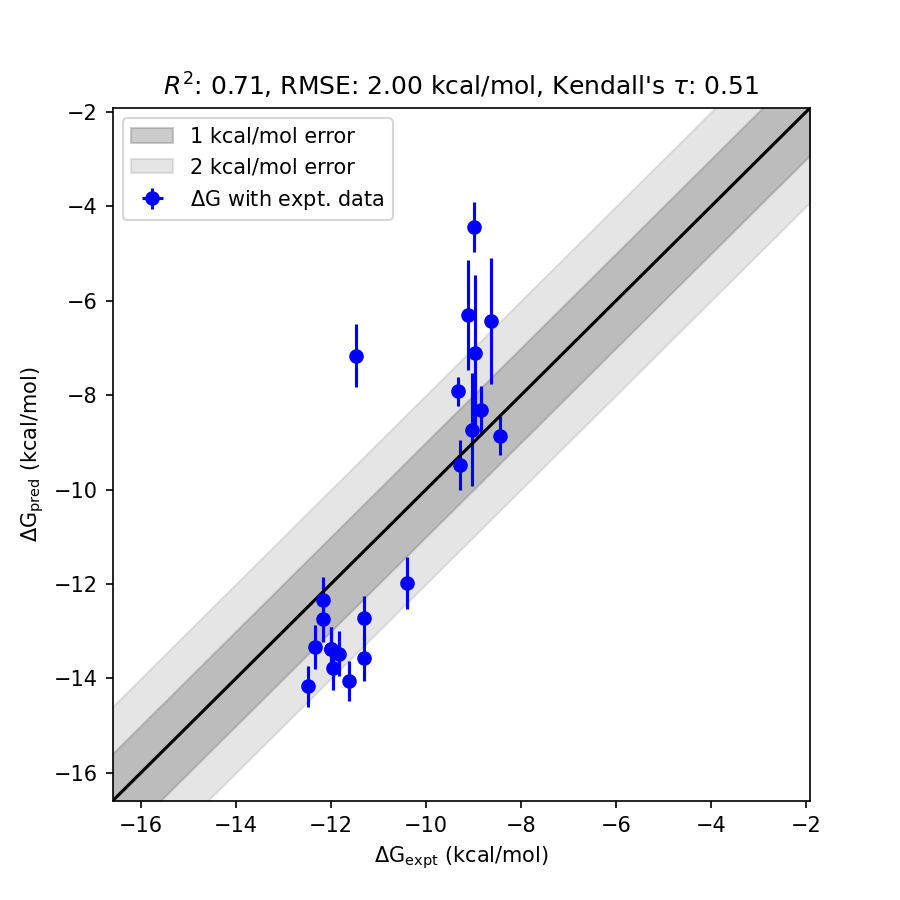 R²: 0.71, RMSE: 2.00 kcal/mol, Kendall's τ: 0.51
−2
−4
−6
−8
−10
−12
−14
−16
ΔGpred (kcal/mol)
1 kcal/mol error
2 kcal/mol error
ΔG with expt. data
−16
−14
−12
−10
−8
−6
−4
−2
ΔGexpt (kcal/mol)